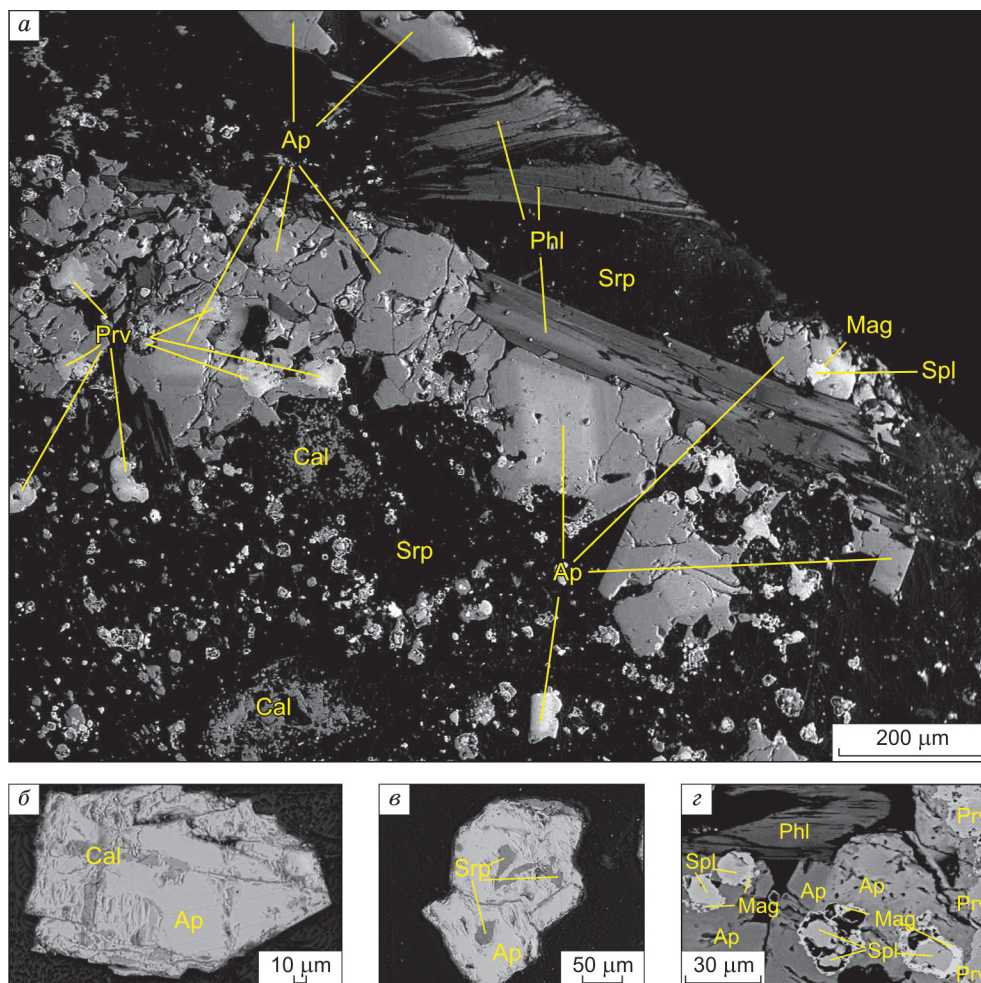 а
Ap
Phl
Srp
Prv
Mag
Spl
Cal
Srp
Ap
Cal
200 μm
б
Cal
Ap
10 μm
в
Srp
Ap
50 μm
г
Phl
Prv
Spl
Ap
Ap
Mag
Mag
Prv
Ap
Spl
30 μm
Prv